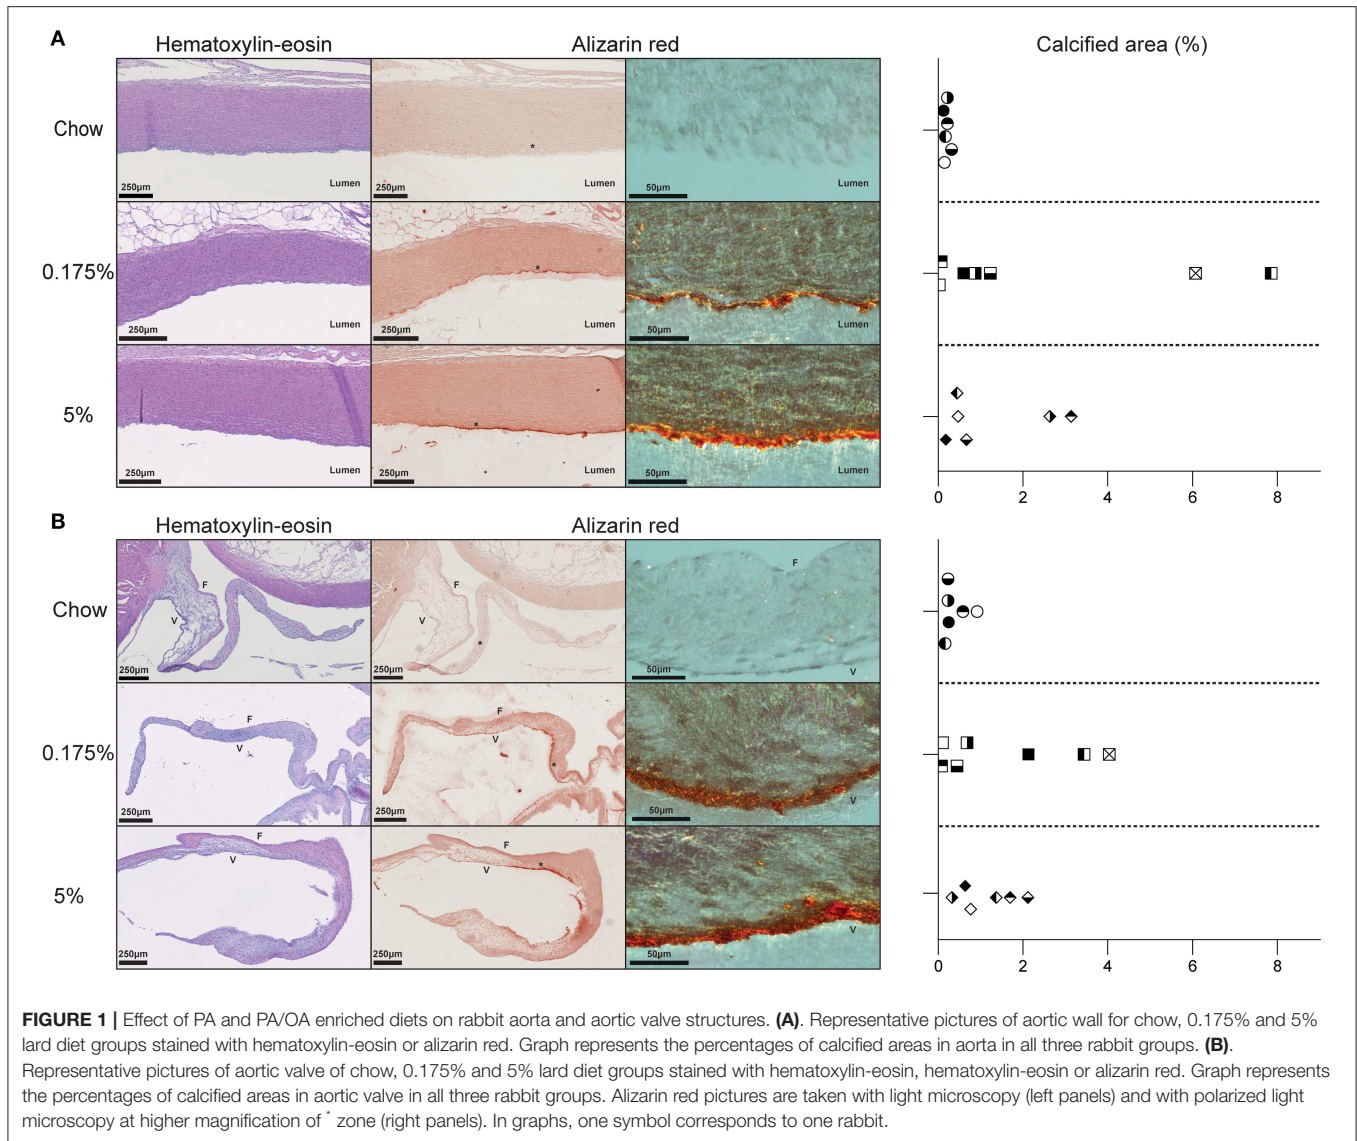 A
Hematoxylin-eosin
Alizarin red
Calcified area (%)
Chow
250µm
250µm
Lumen
*
Lumen
50µm
Lumen
0.175%
250µm
Lumen
*
250µm
Lumen
50µm
Lumen
5%
250µm
Lumen
*
250µm
Lumen
50µm
Lumen
0 2 4 6 8
B
Hematoxylin-eosin
Alizarin red
Chow
F
V
250µm
F
V
*
250µm
F
50µm
V
0.175%
F
V
250µm
F
V
*
250µm
V
50µm
5%
F
V
250µm
F
V
*
250µm
V
50µm
0 2 4 6 8
FIGURE 1 | Effect of PA and PA/OA enriched diets on rabbit aorta and aortic valve structures. (A). Representative pictures of aortic wall for chow, 0.175% and 5%
lard diet groups stained with hematoxylin-eosin or alizarin red. Graph represents the percentages of calcified areas in aorta in all three rabbit groups. (B).
Representative pictures of aortic valve of chow, 0.175% and 5% lard diet groups stained with hematoxylin-eosin, hematoxylin-eosin or alizarin red. Graph represents
the percentages of calcified areas in aortic valve in all three rabbit groups. Alizarin red pictures are taken with light microscopy (left panels) and with polarized light
microscopy at higher magnification of * zone (right panels). In graphs, one symbol corresponds to one rabbit.